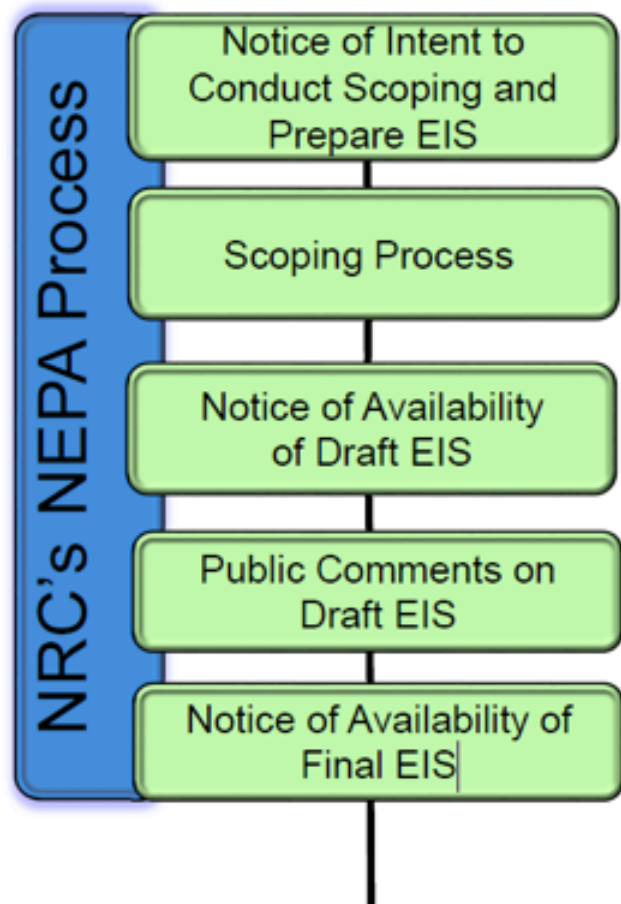 NRC's NEPA Process
Notice of Intent to
Conduct Scoping and
Prepare EIS
Scoping Process
Notice of Availability
of Draft EIS
Public Comments on
Draft EIS
Notice of Availability of
Final EIS